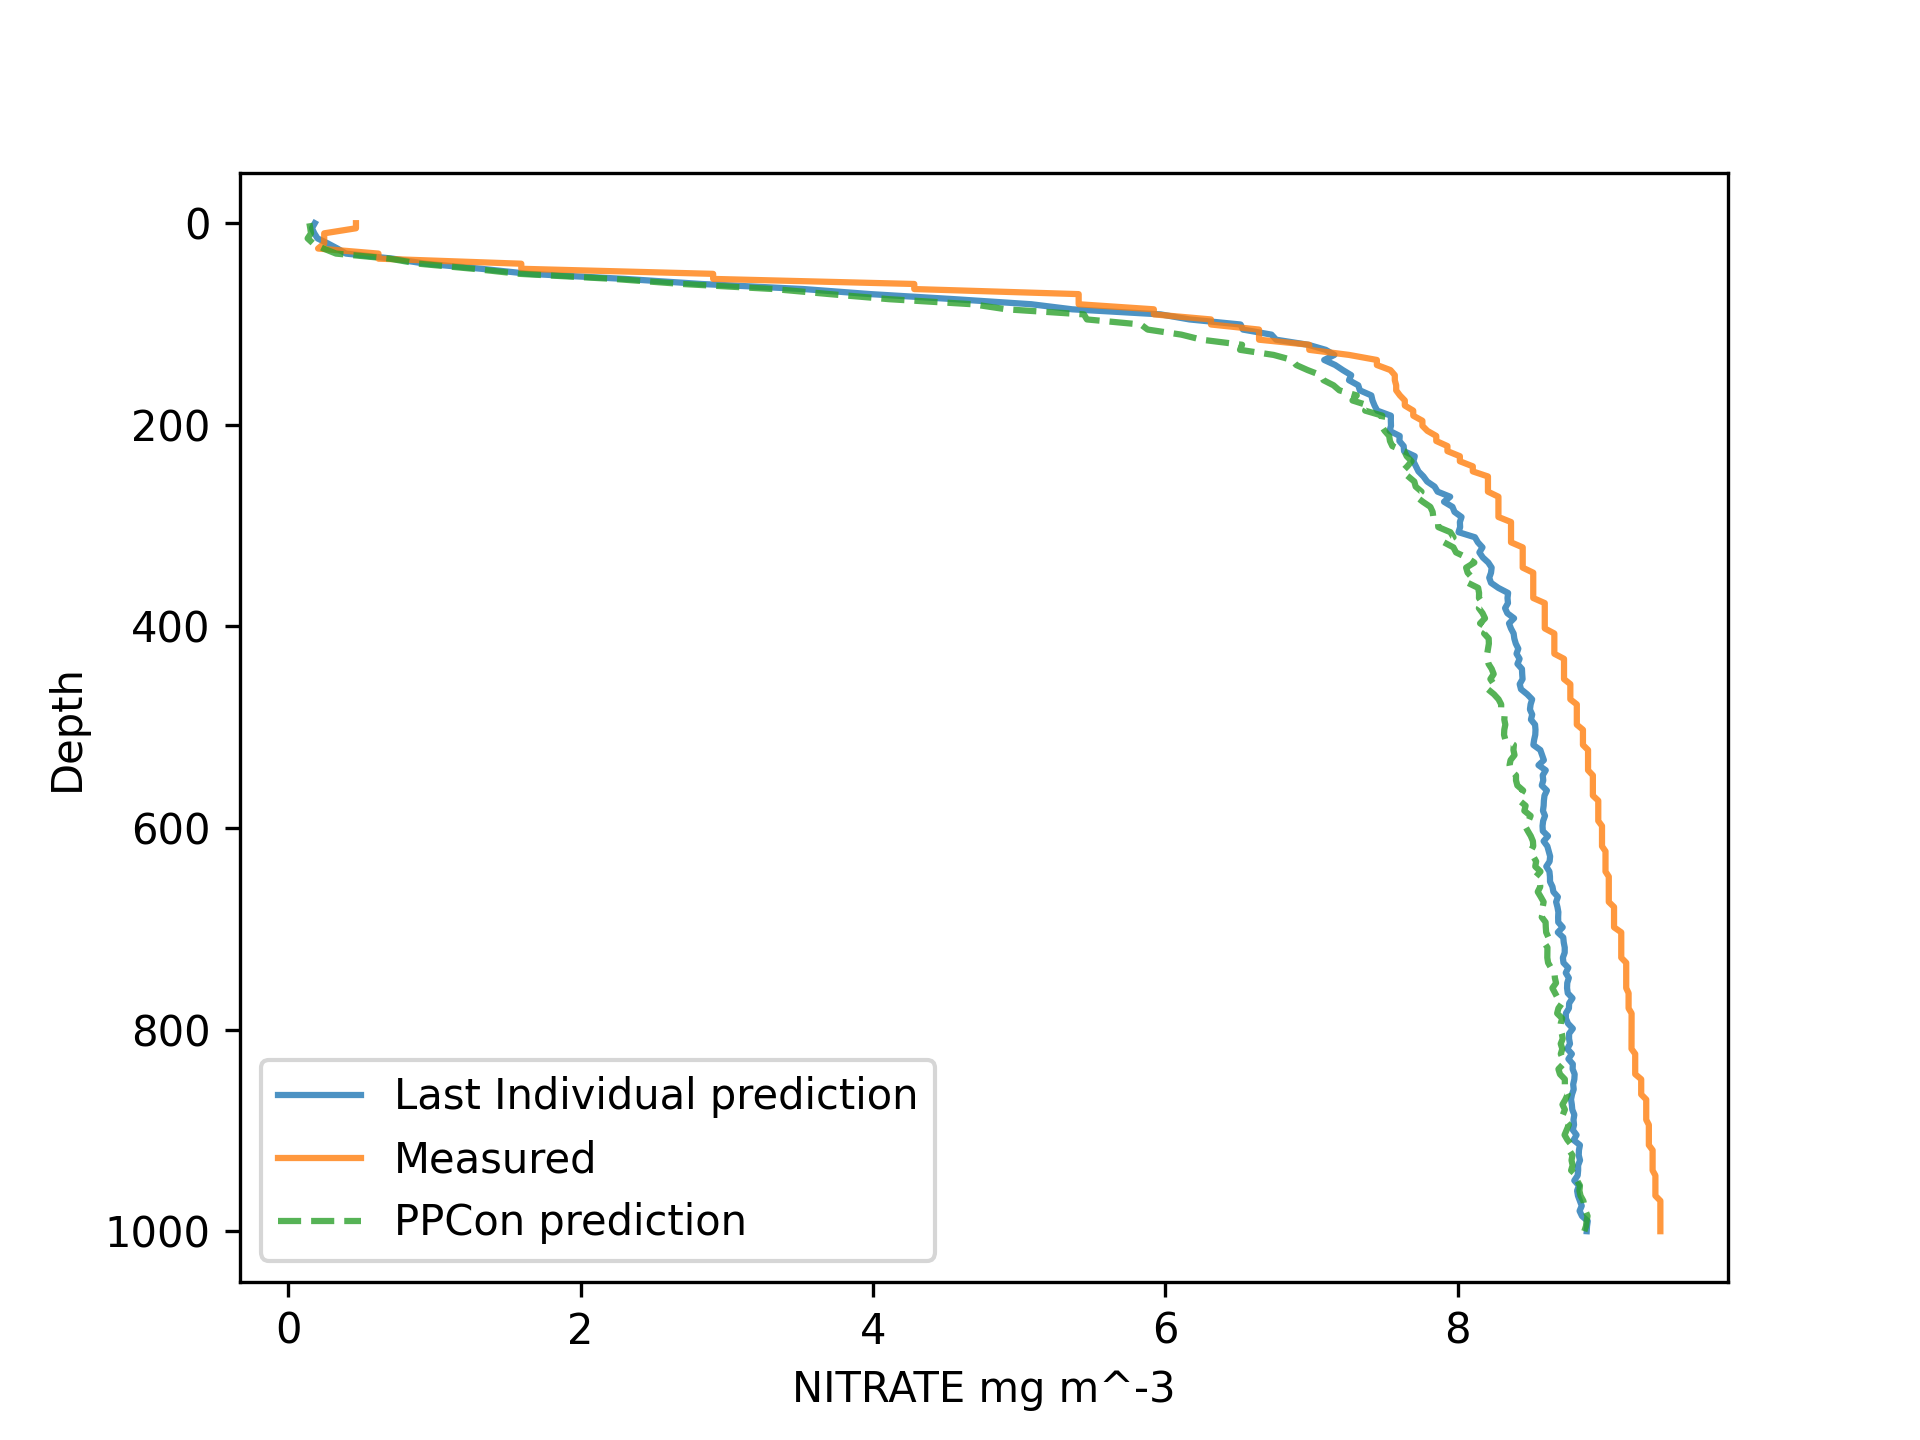 0
200
400
600
800
1000
Depth
Last Individual prediction
Measured
PPCon prediction
0 2 4 6 8
NITRATE mg m^-3